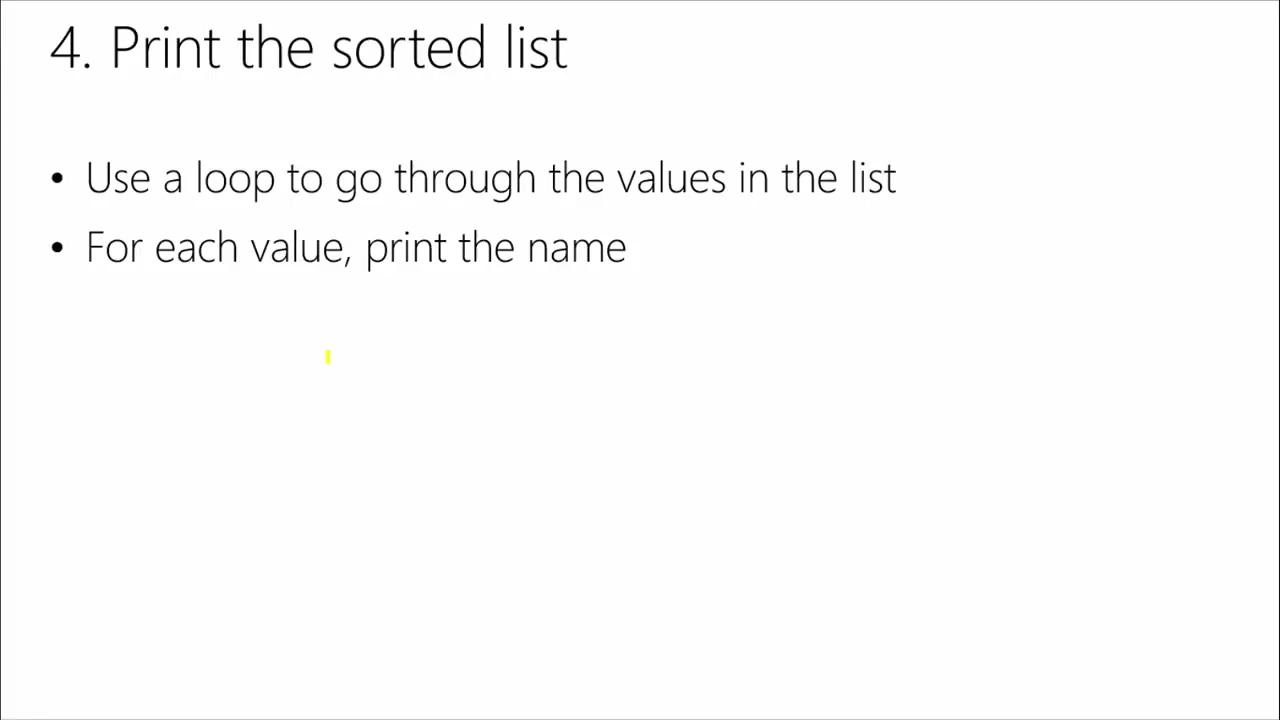 4. Print the sorted list
• Use a loop to go through the values in the list
• For each value, print the name